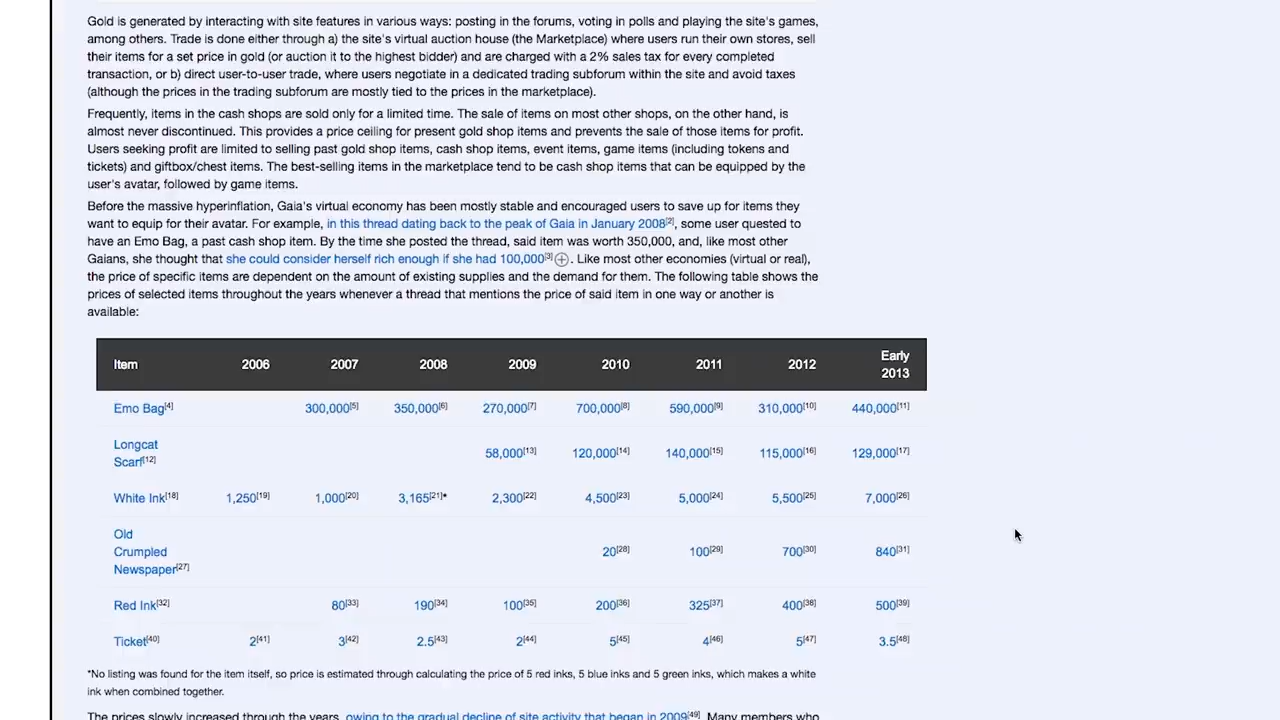 Gold is generated by interacting with site features in various ways: posting in the forums, voting in polls and playing the site's games,
among others. Trade is done either through a) the site's virtual auction house (the Marketplace) where users run their own stores, sell
their items for a set price in gold (or auction it to the highest bidder) and are charged with a 2% sales tax for every completed
transaction, or b) direct user-to-user trade, where users negotiate in a dedicated trading subforum within the site and avoid taxes
(although the prices in the trading subforum are mostly tied to the prices in the marketplace).
Frequently, items in the cash shops are sold only for a limited time. The sale of items on most other shops, on the other hand, is
almost never discontinued. This provides a price ceiling for present gold shop items and prevents the sale of those items for profit.
Users seeking profit are limited to selling past gold shop items, cash shop items, event items, game items (including tokens and
tickets) and giftbox/chest items. The best-selling items in the marketplace tend to be cash shop items that can be equipped by the
user's avatar, followed by game items.
Before the massive hyperinflation, Gaia's virtual economy has been mostly stable and encouraged users to save up for items they
want to equip for their avatar. For example, in this thread dating back to the peak of Gaia in January 2008[2], some user quested to
have an Emo Bag, a past cash shop item. By the time she posted the thread, said item was worth 350,000, and, like most other
Gaians, she thought that she could consider herself rich enough if she had 100,000[3]. Like most other economies (virtual or real),
the price of specific items are dependent on the amount of existing supplies and the demand for them. The following table shows the
prices of selected items throughout the years whenever a thread that mentions the price of said item in one way or another is
available:
Item 2006 2007 2008 2009 2010 2011 2012 Early 2013
Emo Bag[4] 300,000[5] 350,000[6] 270,000[7] 700,000[8] 590,000[9] 310,000[10] 440,000[11]
Longcat
Scarf[12] 58,000[13] 120,000[14] 140,000[15] 115,000[16] 129,000[17]
White Ink[18] 1,250[19] 1,000[20] 3,165[21]* 2,300[22] 4,500[23] 5,000[24] 5,500[25] 7,000[26]
Old
Crumpled
Newspaper[27] 20[28] 100[29] 700[30] 840[31]
Red Ink[32] 80[33] 190[34] 100[35] 200[36] 325[37] 400[38] 500[39]
Ticket[40] 2[41] 3[42] 2.5[43] 2[44] 5[45] 4[46] 5[47] 3.5[48]
*No listing was found for the item itself, so price is estimated through calculating the price of 5 red inks, 5 blue inks and 5 green inks, which makes a white
ink when combined together.
The prices slowly increased through the years, owing to the gradual decline of site activity that began in 2009[49]. Many members who